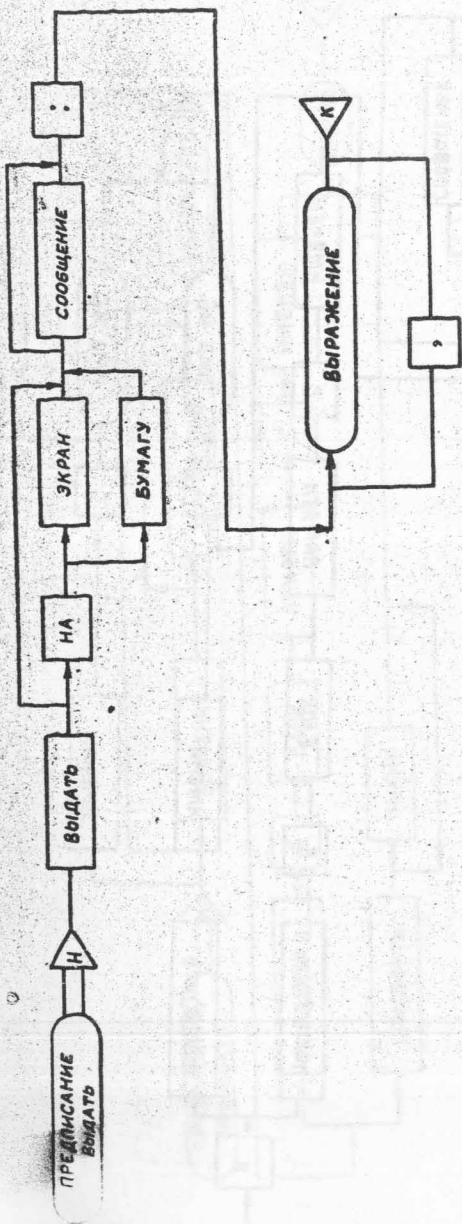 ПРЕДПИСАНИЕ
ВЫДАТЬ
Н
ВЫДАТЬ
НА
ЭКРАН
БУМАГУ
СООБЩЕНИЕ
:
ВЫРАЖЕНИЕ
,
К